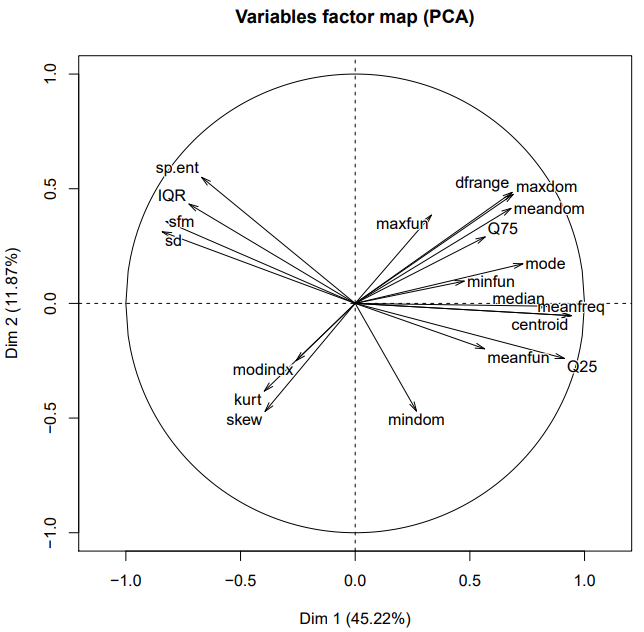 Variables factor map (PCA)
Dim 2 (11.87%)
1.0
0.5
0.0
−0.5
−1.0
sp.ent
IQR
sfm
sd
maxfun
dfrange
maxdom
meandom
Q75
mode
minfun
median
meanfreq
centroid
meanfun
Q25
modindx
kurt
skew
mindom
−1.0
−0.5
0.0
0.5
1.0
Dim 1 (45.22%)